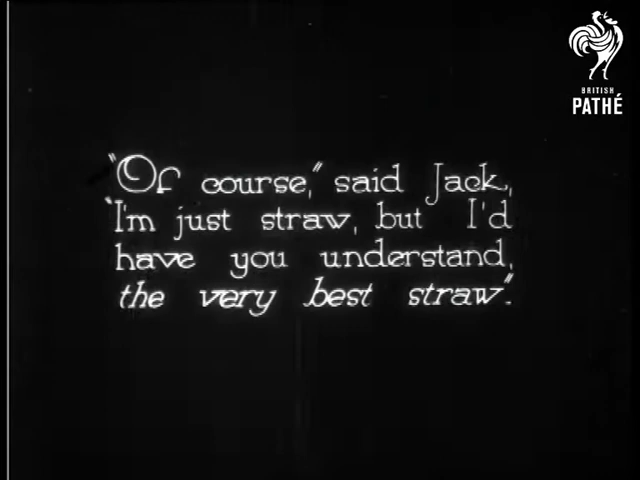 BRITISH
PATHÉ
"Of course," said Jack,
"I'm just straw, but I'd
have you understand,
the very best straw".